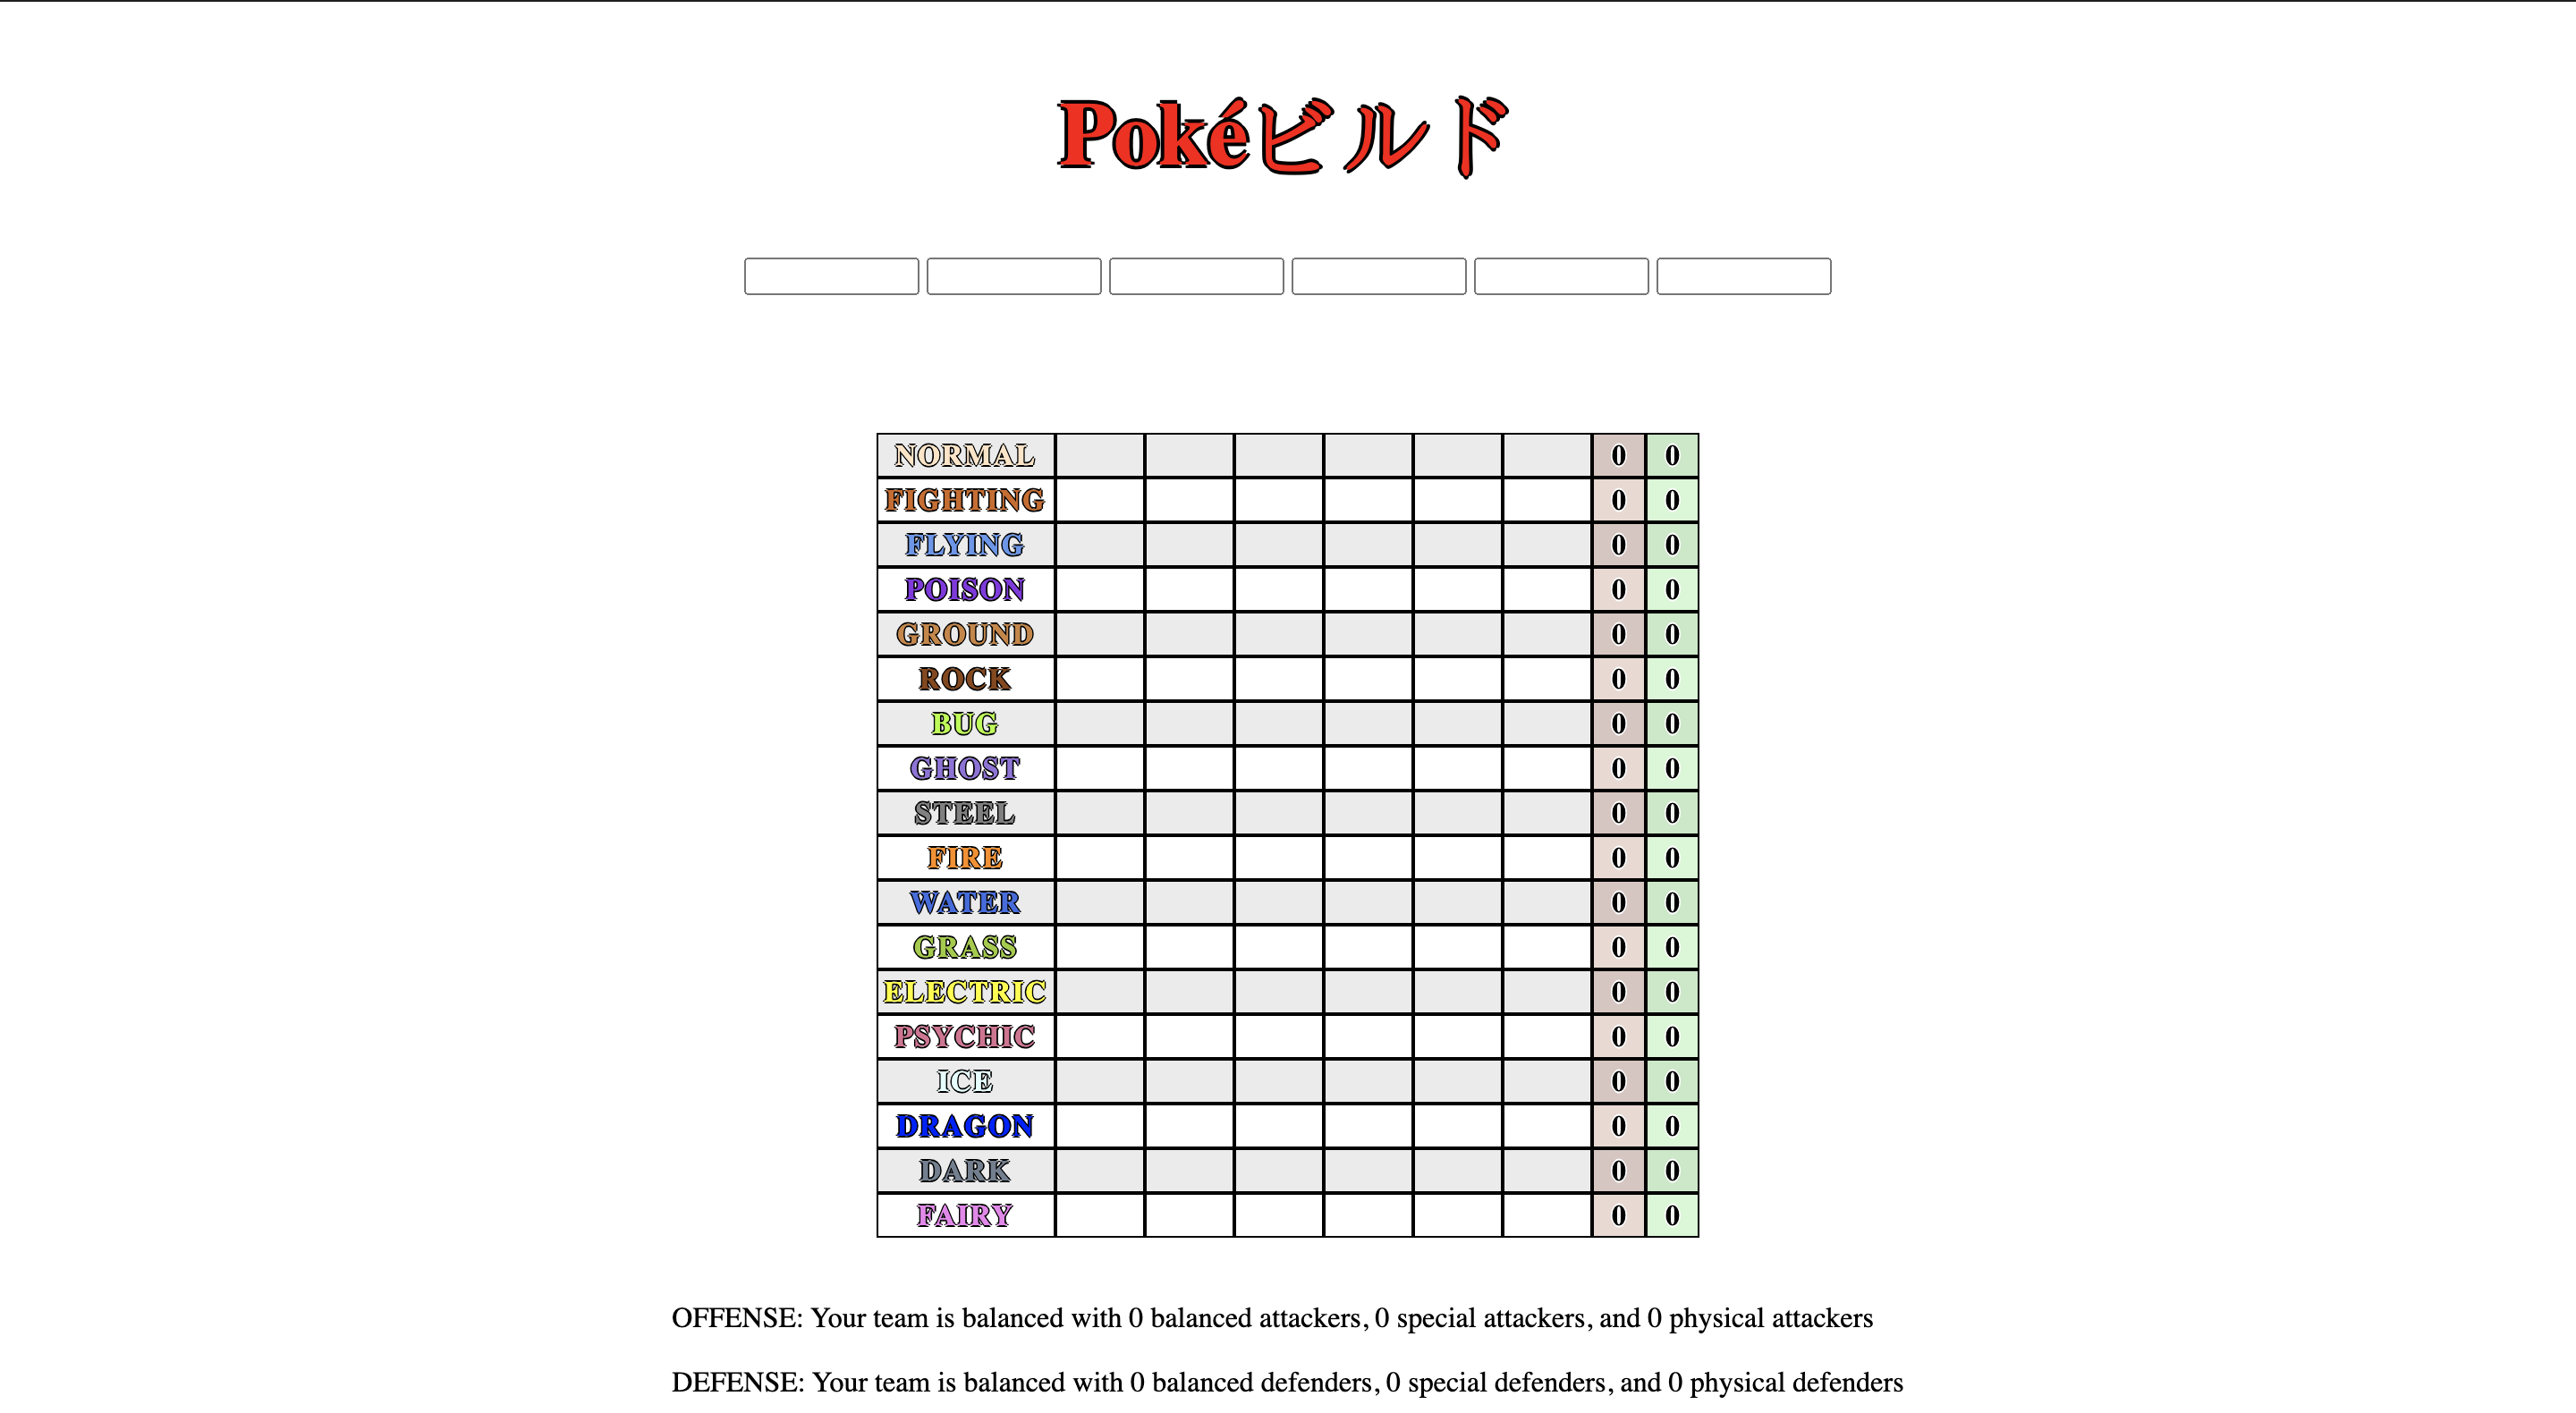 Pokéビルド
NORMAL 0 0
FIGHTING 0 0
FLYING 0 0
POISON 0 0
GROUND 0 0
ROCK 0 0
BUG 0 0
GHOST 0 0
STEEL 0 0
FIRE 0 0
WATER 0 0
GRASS 0 0
ELECTRIC 0 0
PSYCHIC 0 0
ICE 0 0
DRAGON 0 0
DARK 0 0
FAIRY 0 0
OFFENSE: Your team is balanced with 0 balanced attackers, 0 special attackers, and 0 physical attackers
DEFENSE: Your team is balanced with 0 balanced defenders, 0 special defenders, and 0 physical defenders